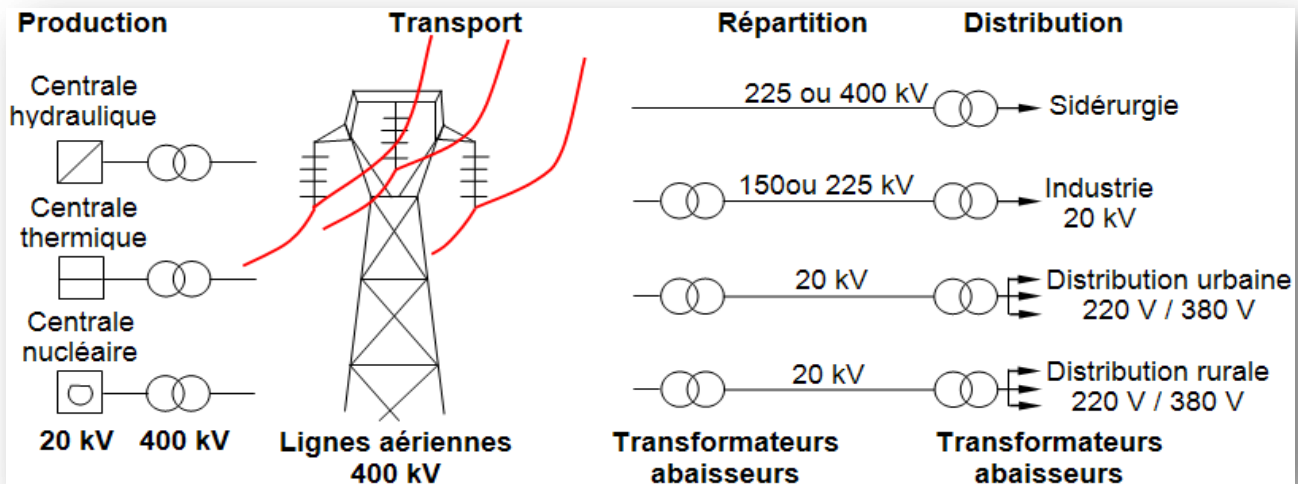 Production
Transport
Répartition
Distribution
Centrale
hydraulique
Centrale
thermique
Centrale
nucléaire
20 kV
400 kV
Lignes aériennes
400 kV
225 ou 400 kV
Sidérurgie
150ou 225 kV
Industrie
20 kV
20 kV
Distribution urbaine
220 V / 380 V
20 kV
Distribution rurale
220 V / 380 V
Transformateurs
abaisseurs
Transformateurs
abaisseurs